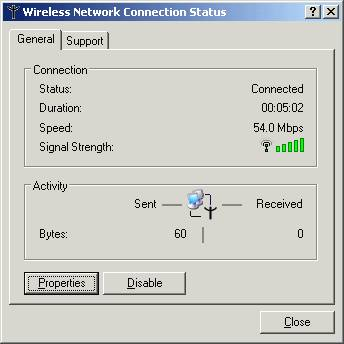 Wireless Network Connection Status
General Support
Connection
Status: Connected
Duration: 00:05:02
Speed: 54.0 Mbps
Signal Strength:
Activity
Sent Received
Bytes: 60 0
Properties Disable
Close